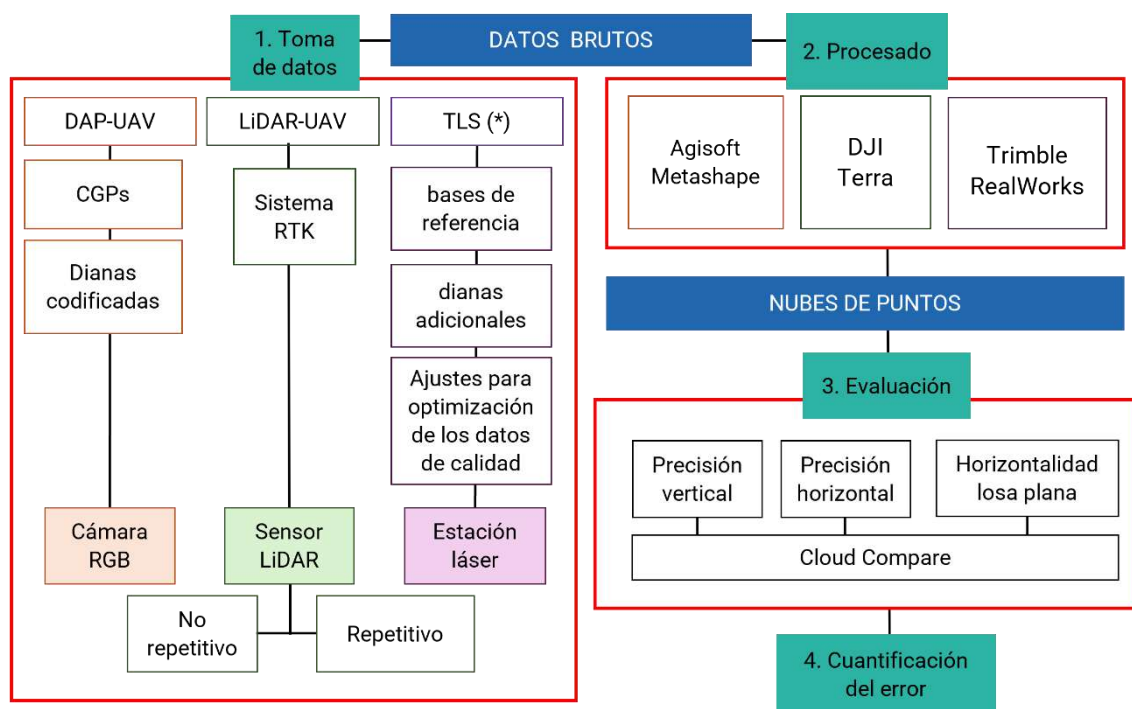 1. Toma
de datos
DATOS BRUTOS
2. Procesado
DAP-UAV
LiDAR-UAV
TLS (*)
CGPs
Sistema
RTK
bases de
referencia
Dianas
codificadas
dianas
adicionales
Ajustes para
optimización
de los datos
de calidad
Cámara
RGB
Sensor
LiDAR
Estación
láser
No
repetitivo
Repetitivo
Agisoft
Metashape
DJI
Terra
Trimble
RealWorks
NUBES DE PUNTOS
3. Evaluación
Precisión
vertical
Precisión
horizontal
Horizontalidad
losa plana
Cloud Compare
4. Cuantificación
del error